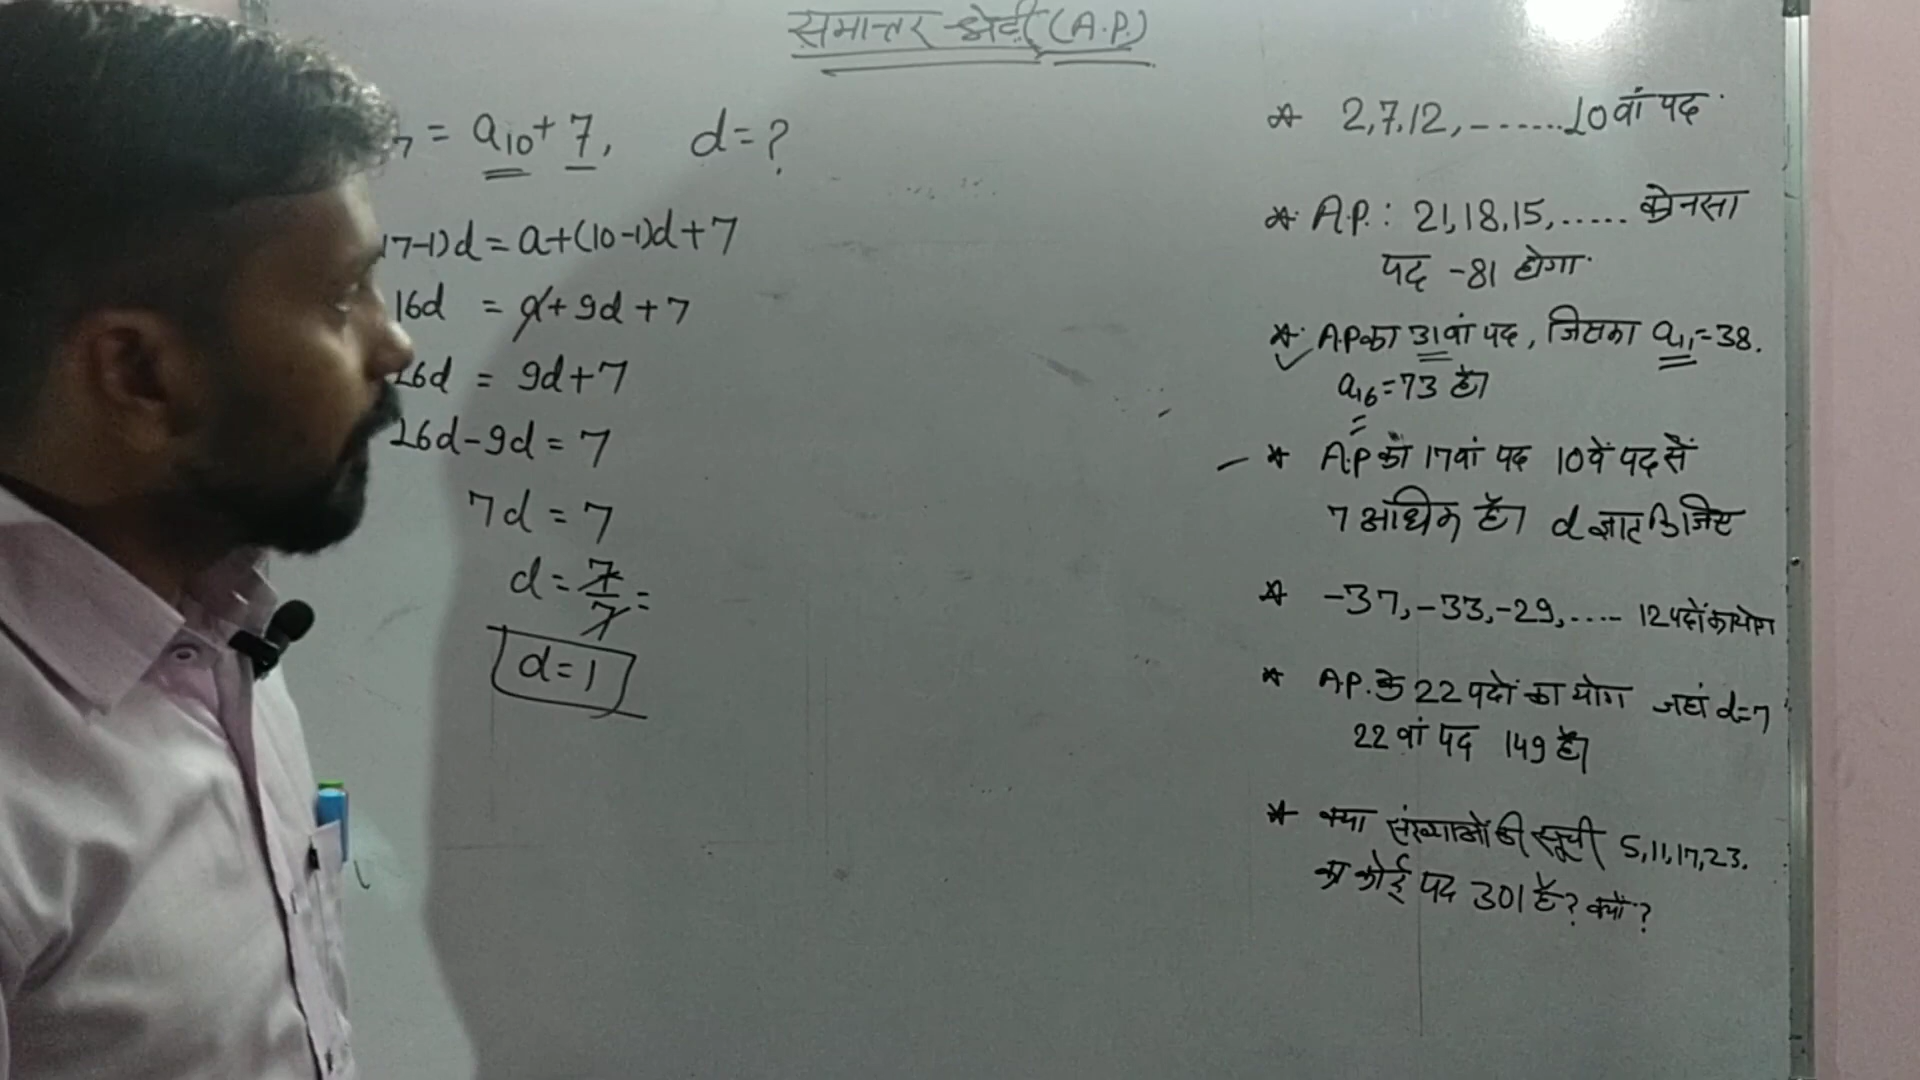 समान्तर श्रेढ़ी (A.P.)
7 = a₁₀ + 7, d = ?
17-1)d = a+(10-1)d+7
16d = a + 9d + 7
16d = 9d+7
16d-9d = 7
7d = 7
d = 7/7 =
d=1
* 2,7,12,-......10वां पद
* A.P.: 21,18,15,...... कौनसा
पद -81 होगा
* A.P का 31वां पद, जिसका a₁₁=38.
a₁₆=73 है।
* A.P का 17वां पद 10वें पद से
7 अधिक है। d ज्ञात किजिए
* -37,-33,-29,.... 12 पदों का योग
* A.P. के 22 पदों का योग जहां d=7
22 वां पद 149 है।
* क्या संख्याओं की सूची 5,11,17,23.
का कोई पद 301 है? क्यों?